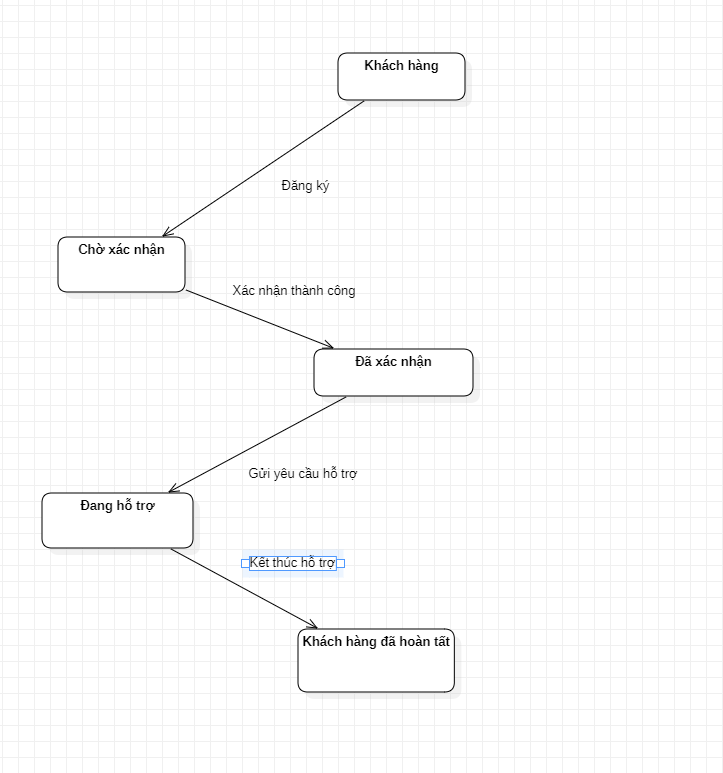 Khách hàng
Đăng ký
Chờ xác nhận
Xác nhận thành công
Đã xác nhận
Gửi yêu cầu hỗ trợ
Đang hỗ trợ
Kết thúc hỗ trợ
Khách hàng đã hoàn tất